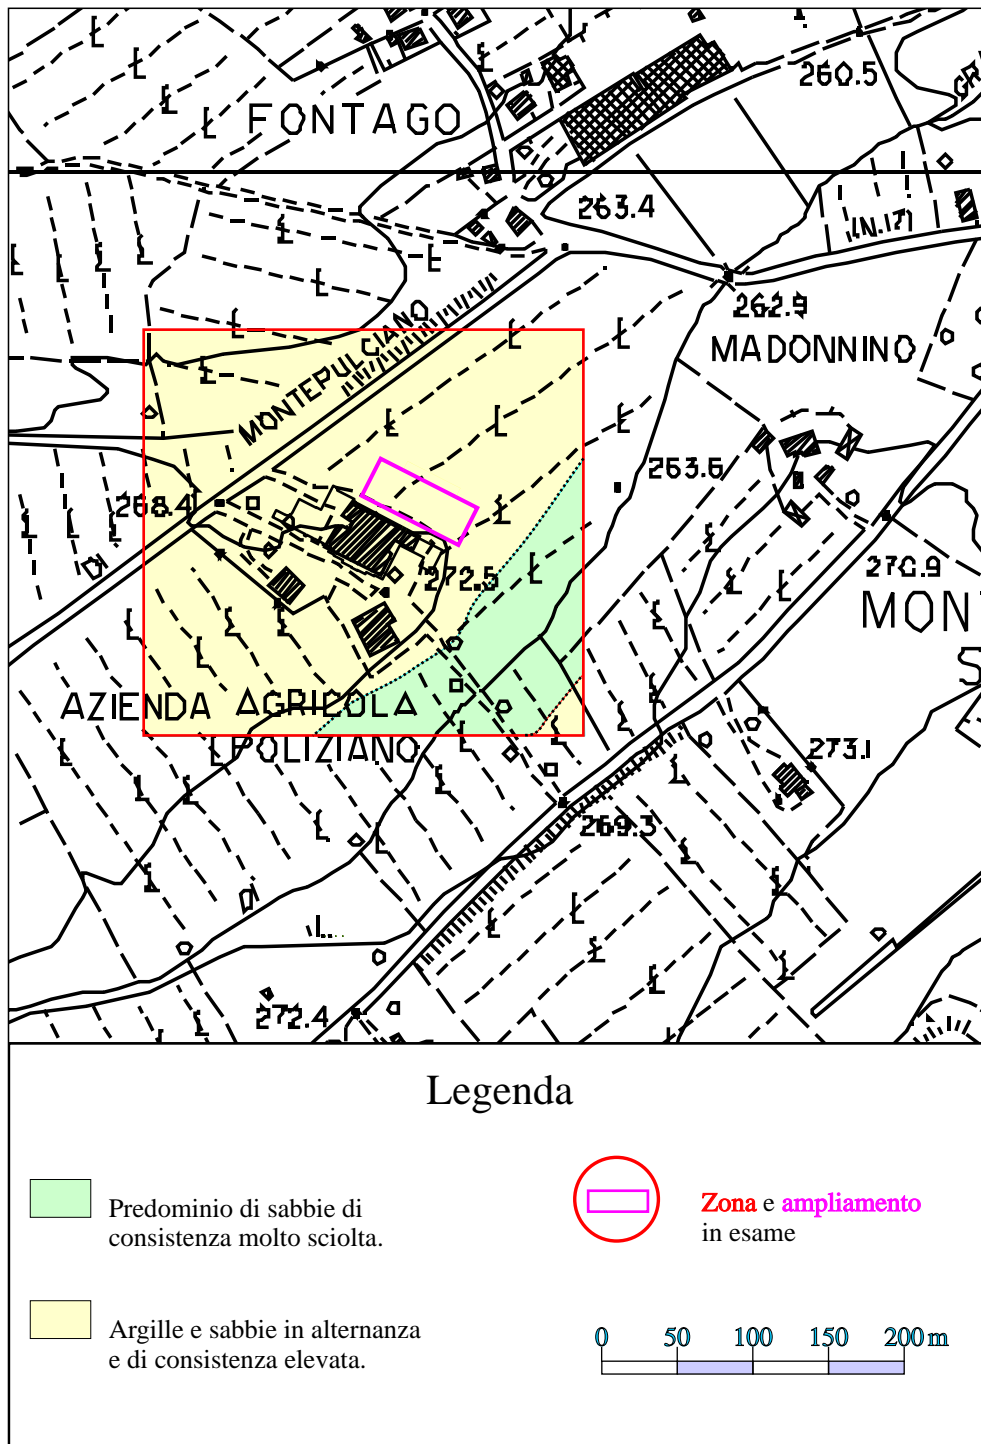 260.5
FONTAGO
263.4
(N.17)
262.9
MADONNINO
MONTEPULCIANO
263.6
268.4
272.5
270.9
MON
S
AZIENDA AGRICOLA
POLIZIANO
273.1
269.3
272.4
Legenda
Predominio di sabbie di
consistenza molto sciolta.
Zona e ampliamento
in esame
Argille e sabbie in alternanza
e di consistenza elevata.
0 50 100 150 200 m